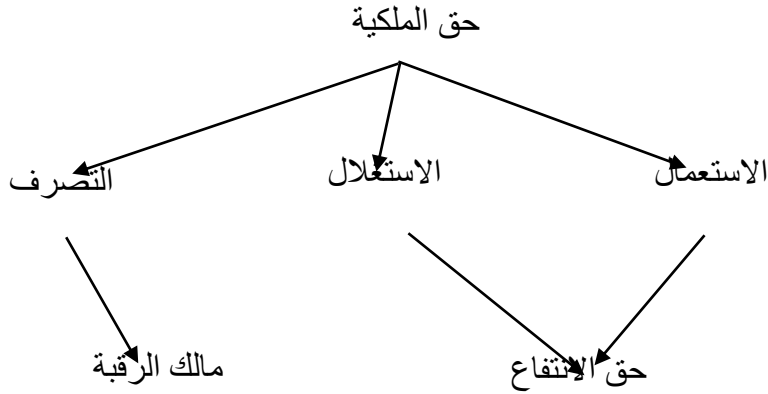 حق الملكية
الاستعمال الاستغلال التصرف
حق الانتفاع مالك الرقبة